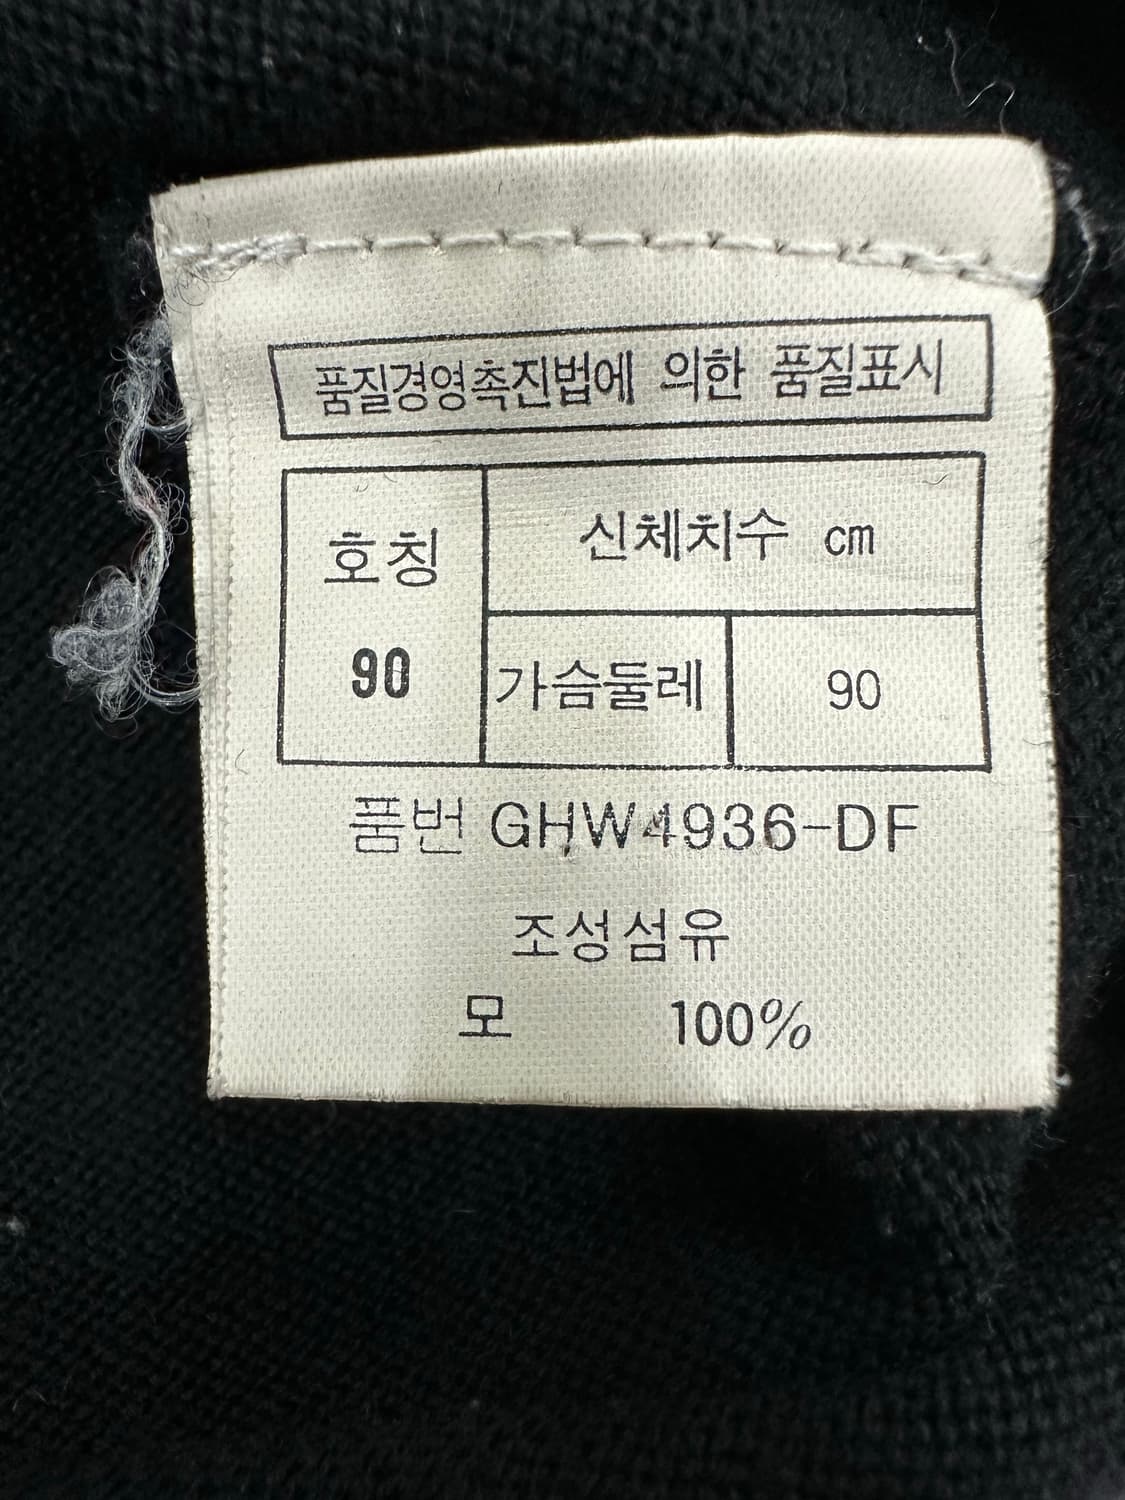 품질경영촉진법에 의한 품질표시
호칭
신체치수 cm
90
가슴둘레 90
품번 GHW4936-DF
조성섬유
모 100%